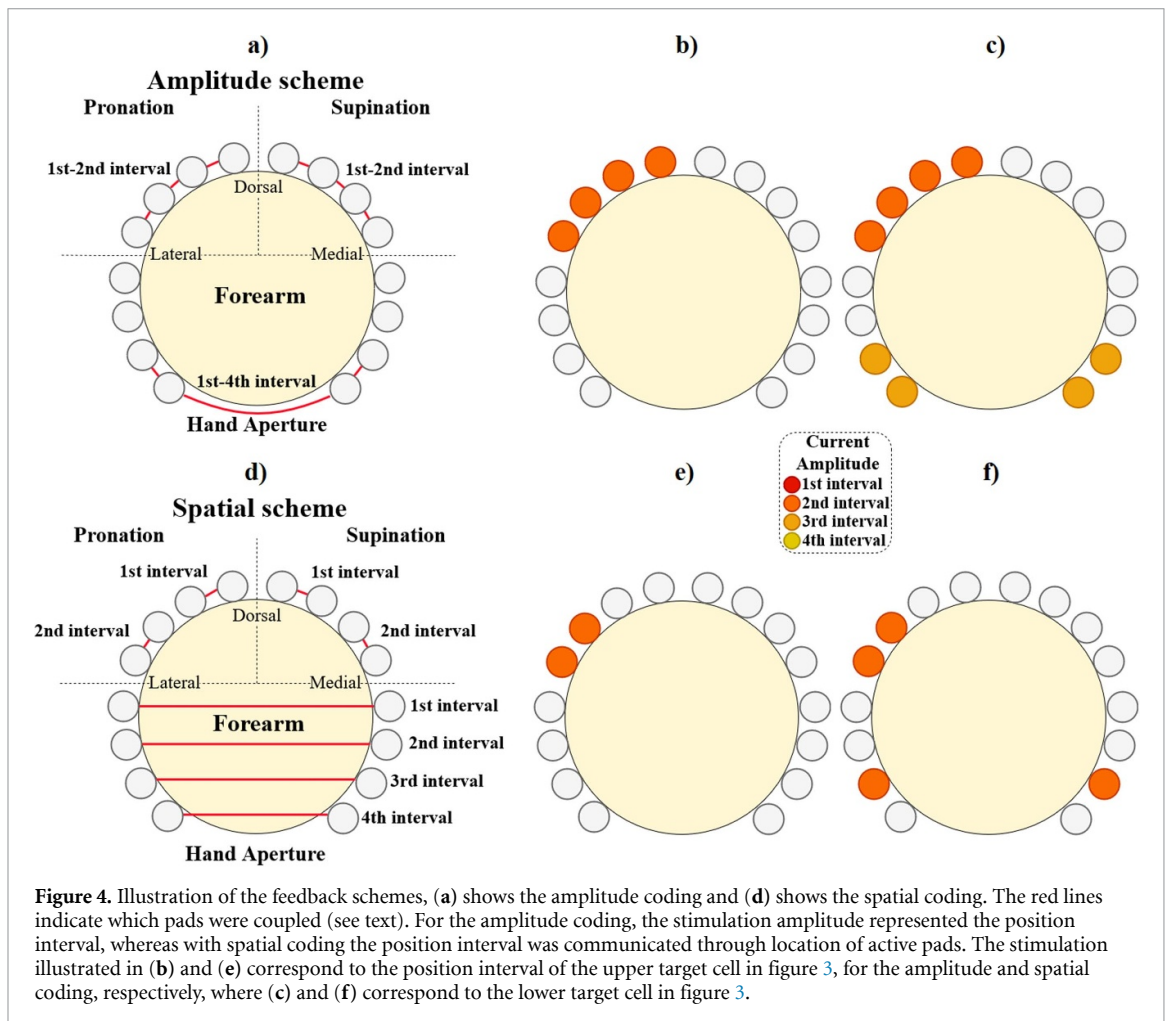 a)
b)
c)
Amplitude scheme
Pronation
Supination
1st-2nd interval
1st-2nd interval
Dorsal
Lateral
Medial
Forearm
1st-4th interval
Hand Aperture
Current
Amplitude
1st interval
2nd interval
3rd interval
4th interval
d)
e)
f)
Spatial scheme
Pronation
Supination
1st interval
1st interval
Dorsal
2nd interval
2nd interval
Lateral
Medial
1st interval
Forearm
2nd interval
3rd interval
4th interval
Hand Aperture
Figure 4. Illustration of the feedback schemes, (a) shows the amplitude coding and (d) shows the spatial coding. The red lines
indicate which pads were coupled (see text). For the amplitude coding, the stimulation amplitude represented the position
interval, whereas with spatial coding the position interval was communicated through location of active pads. The stimulation
illustrated in (b) and (e) correspond to the position interval of the upper target cell in figure 3, for the amplitude and spatial
coding, respectively, where (c) and (f) correspond to the lower target cell in figure 3.